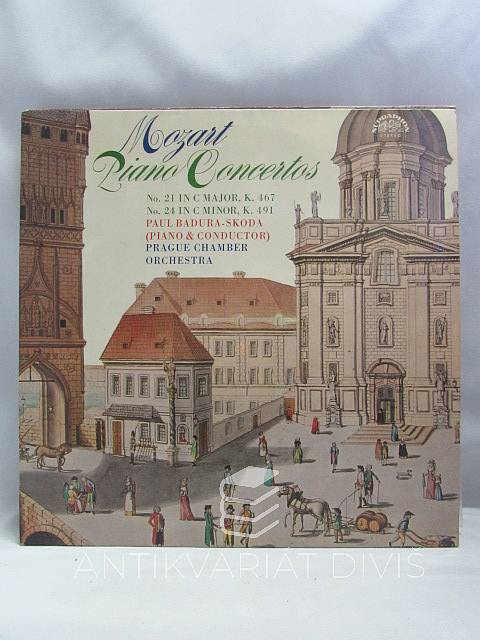 Mozart
Piano Concertos
No. 21 IN C MAJOR, K. 467
No. 24 IN C MINOR, K. 491
PAUL BADURA-SKODA
(PIANO & CONDUCTOR)
PRAGUE CHAMBER
ORCHESTRA
SUPRAPHON
STEREO
ANTIKVARIÁT DIVIŠ